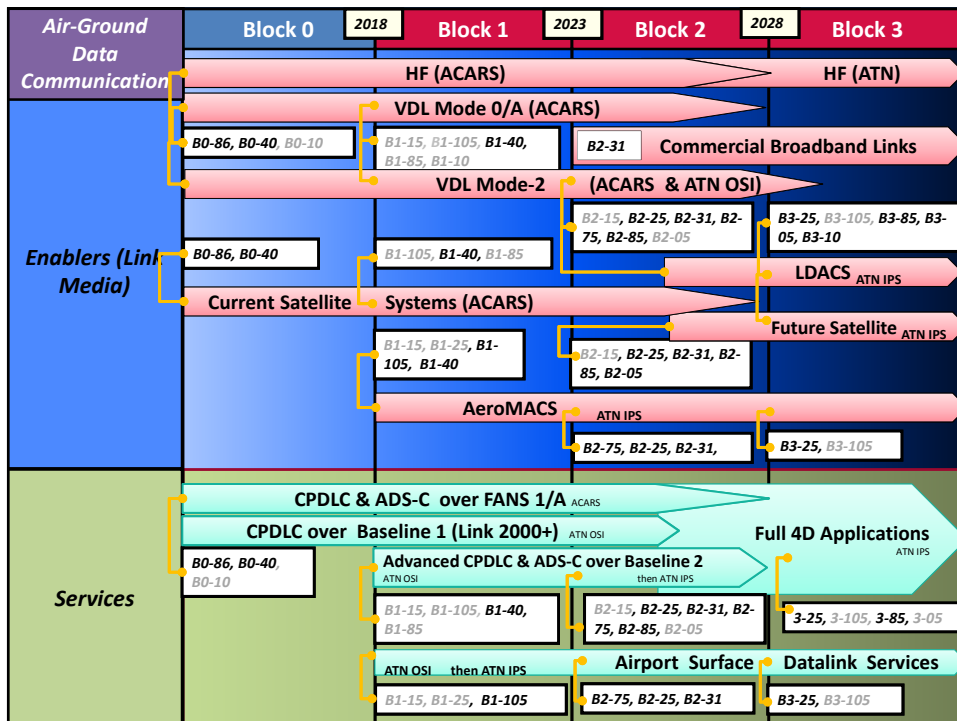 Air-Ground
Data
Communication
Block 0
2018
Block 1
2023
Block 2
2028
Block 3
HF (ACARS)
HF (ATN)
Enablers (Link
Media)
VDL Mode 0/A (ACARS)
B0-86, B0-40, B0-10
B1-15, B1-105, B1-40,
B1-85, B1-10
B2-31
Commercial Broadband Links
VDL Mode-2
(ACARS & ATN OSI)
B2-15, B2-25, B2-31, B2-
75, B2-85, B2-05
B3-25, B3-105, B3-85, B3-
05, B3-10
B0-86, B0-40
B1-105, B1-40, B1-85
LDACS ATN IPS
Current Satellite Systems (ACARS)
Future Satellite ATN IPS
B1-15, B1-25, B1-
105, B1-40
B2-15, B2-25, B2-31, B2-
85, B2-05
AeroMACS ATN IPS
B2-75, B2-25, B2-31,
B3-25, B3-105
Services
CPDLC & ADS-C over FANS 1/A ACARS
CPDLC over Baseline 1 (Link 2000+) ATN OSI
Full 4D Applications
ATN IPS
B0-86, B0-40,
B0-10
Advanced CPDLC & ADS-C over Baseline 2
ATN OSI then ATN IPS
B1-15, B1-105, B1-40,
B1-85
B2-15, B2-25, B2-31, B2-
75, B2-85, B2-05
3-25, 3-105, 3-85, 3-05
ATN OSI then ATN IPS
Airport Surface Datalink Services
B1-15, B1-25, B1-105
B2-75, B2-25, B2-31
B3-25, B3-105